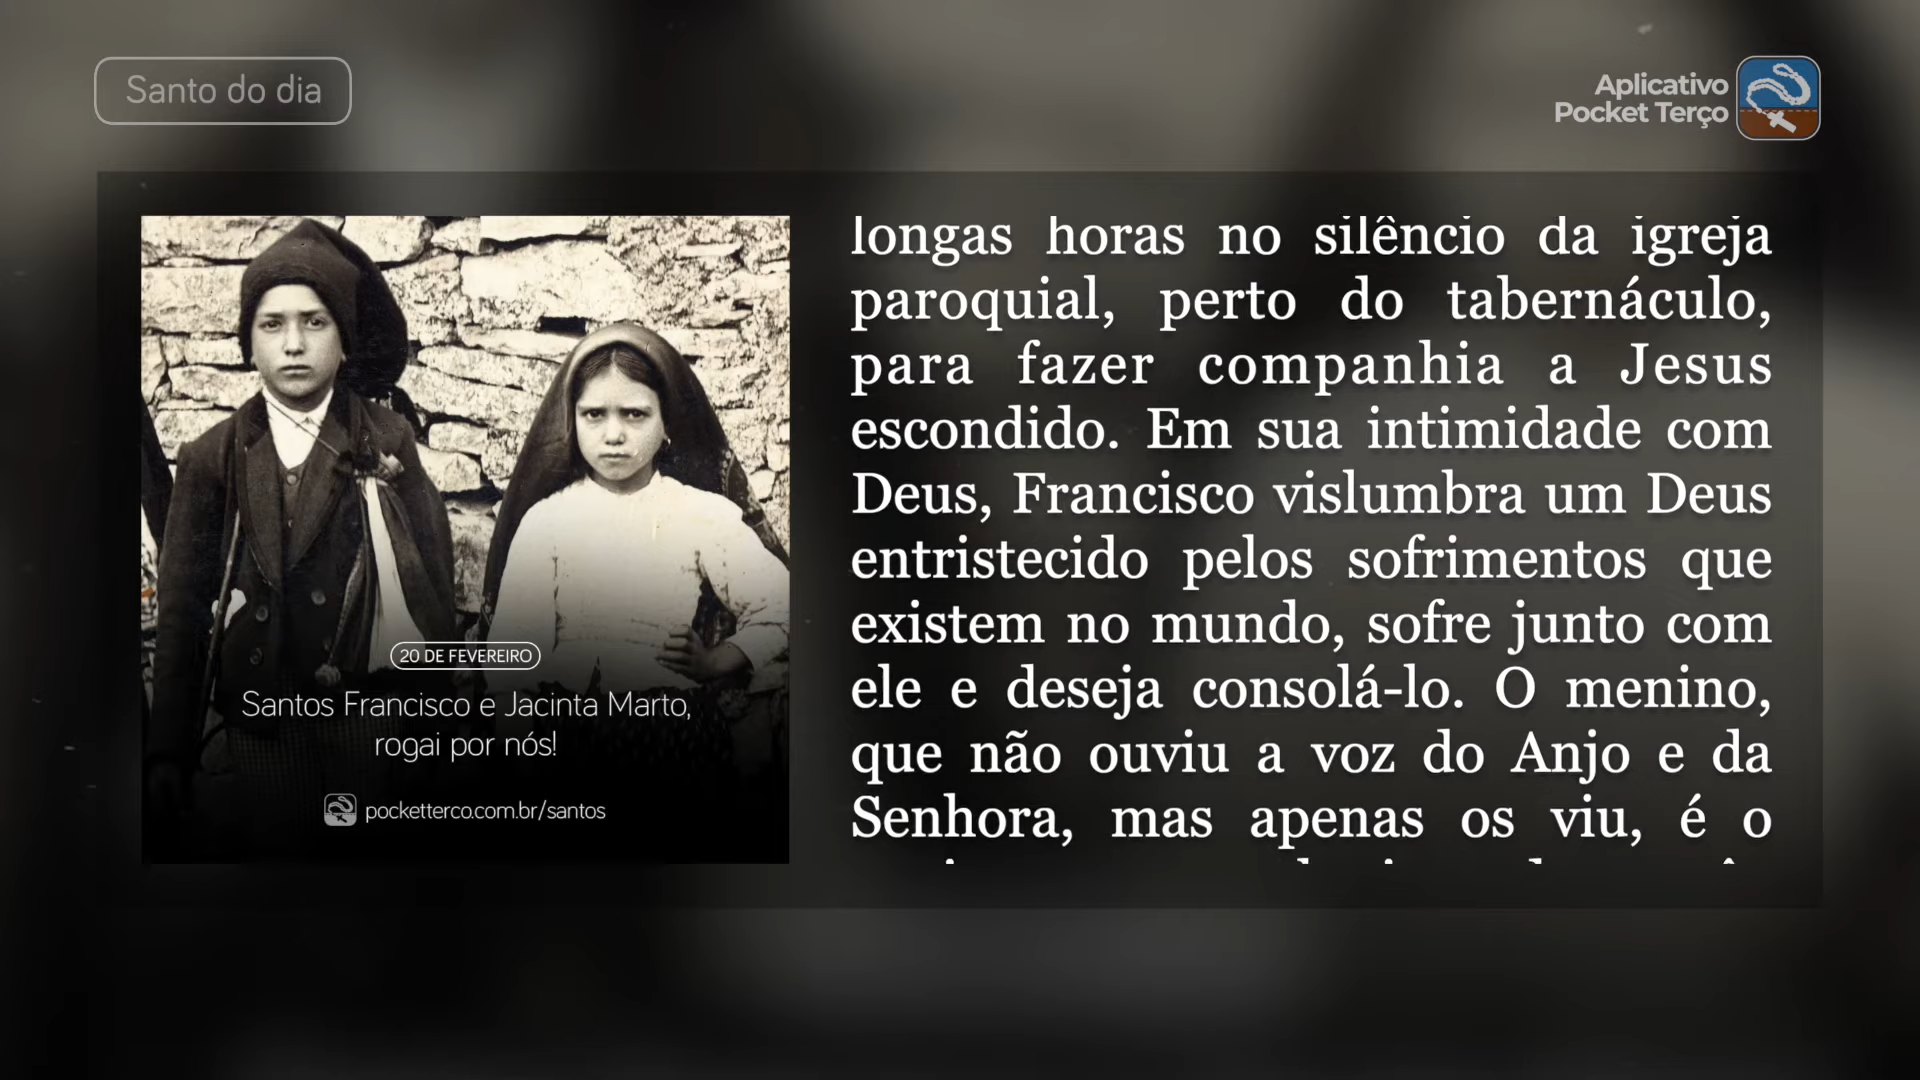 Santo do dia
Aplicativo
Pocket Terço
20 DE FEVEREIRO
Santos Francisco e Jacinta Marto,
rogai por nós!
pocketterco.com.br/santos
longas horas no silêncio da igreja
paroquial, perto do tabernáculo,
para fazer companhia a Jesus
escondido. Em sua intimidade com
Deus, Francisco vislumbra um Deus
entristecido pelos sofrimentos que
existem no mundo, sofre junto com
ele e deseja consolá-lo. O menino,
que não ouviu a voz do Anjo e da
Senhora, mas apenas os viu, é o